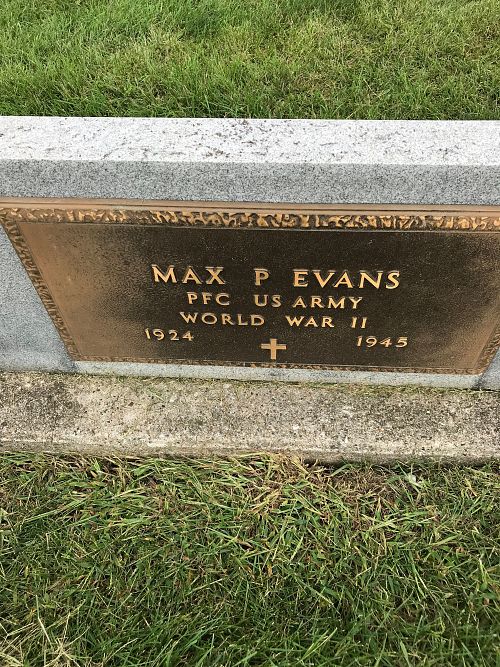 MAX P EVANS
PFC US ARMY
WORLD WAR II
1924 1945